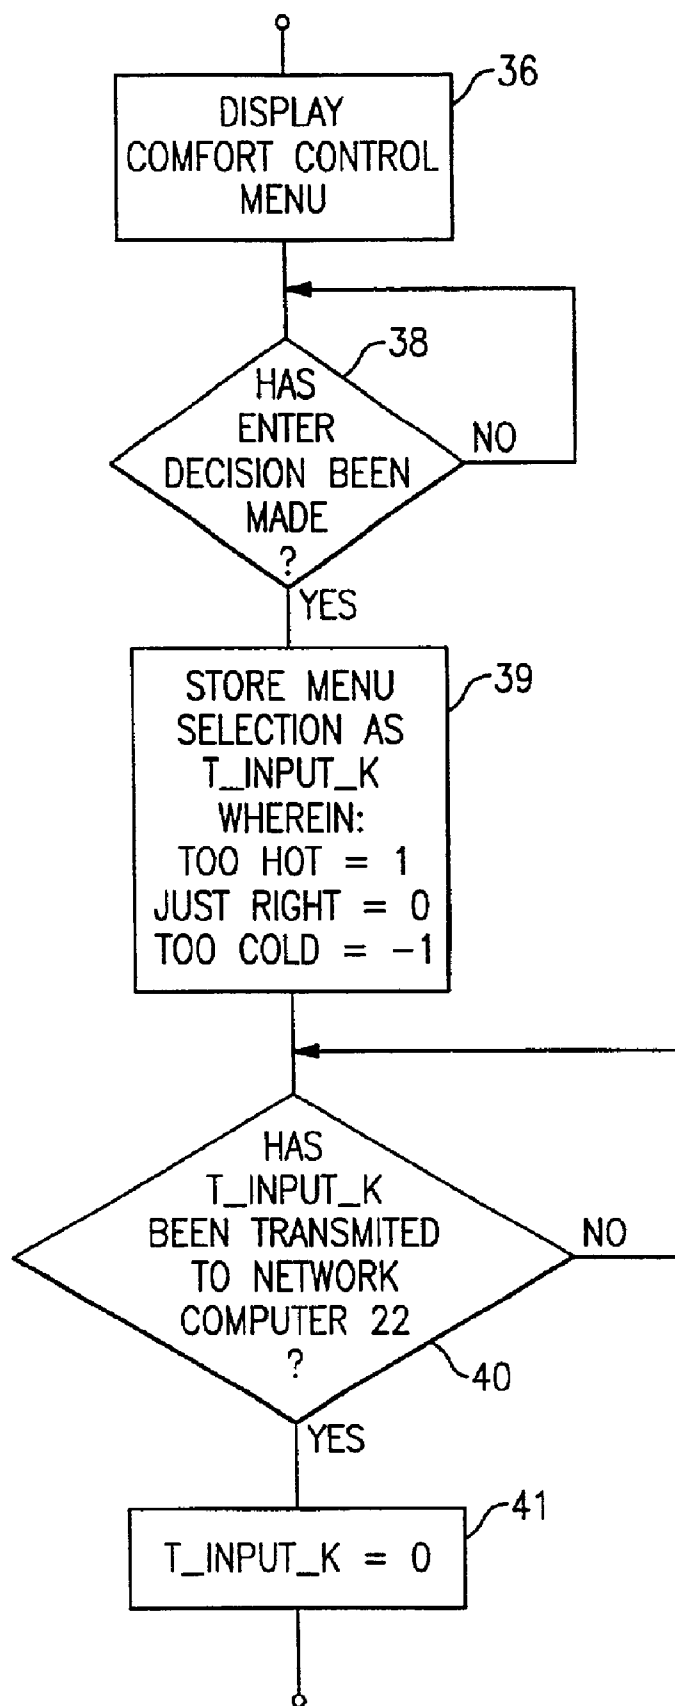 36
DISPLAY
COMFORT CONTROL
MENU
38
HAS
ENTER
DECISION BEEN
MADE
?
NO
YES
39
STORE MENU
SELECTION AS
T_INPUT_K
WHEREIN:
TOO HOT = 1
JUST RIGHT = 0
TOO COLD = -1
HAS
T_INPUT_K
BEEN TRANSMITED
TO NETWORK
COMPUTER 22
?
NO
40
YES
41
T_INPUT_K = 0